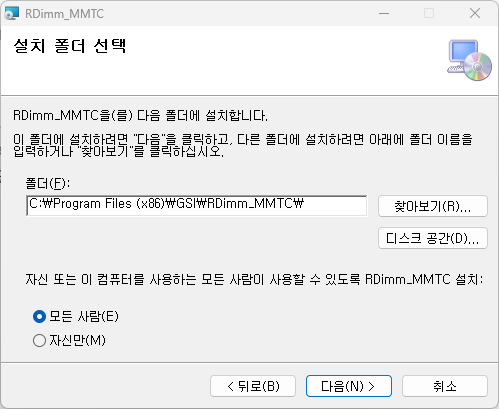 RDimm_MMTC
설치 폴더 선택
RDimm_MMTC을(를) 다음 폴더에 설치합니다.
이 폴더에 설치하려면 "다음"을 클릭하고, 다른 폴더에 설치하려면 아래에 폴더 이름을
입력하거나 "찾아보기"를 클릭하십시오.
폴더(F):
C:₩Program Files (x86)₩GSI₩RDimm_MMTC₩
찾아보기(R)...
디스크 공간(D)...
자신 또는 이 컴퓨터를 사용하는 모든 사람이 사용할 수 있도록 RDimm_MMTC 설치:
모든 사람(E)
자신만(M)
< 뒤로(B)
다음(N) >
취소